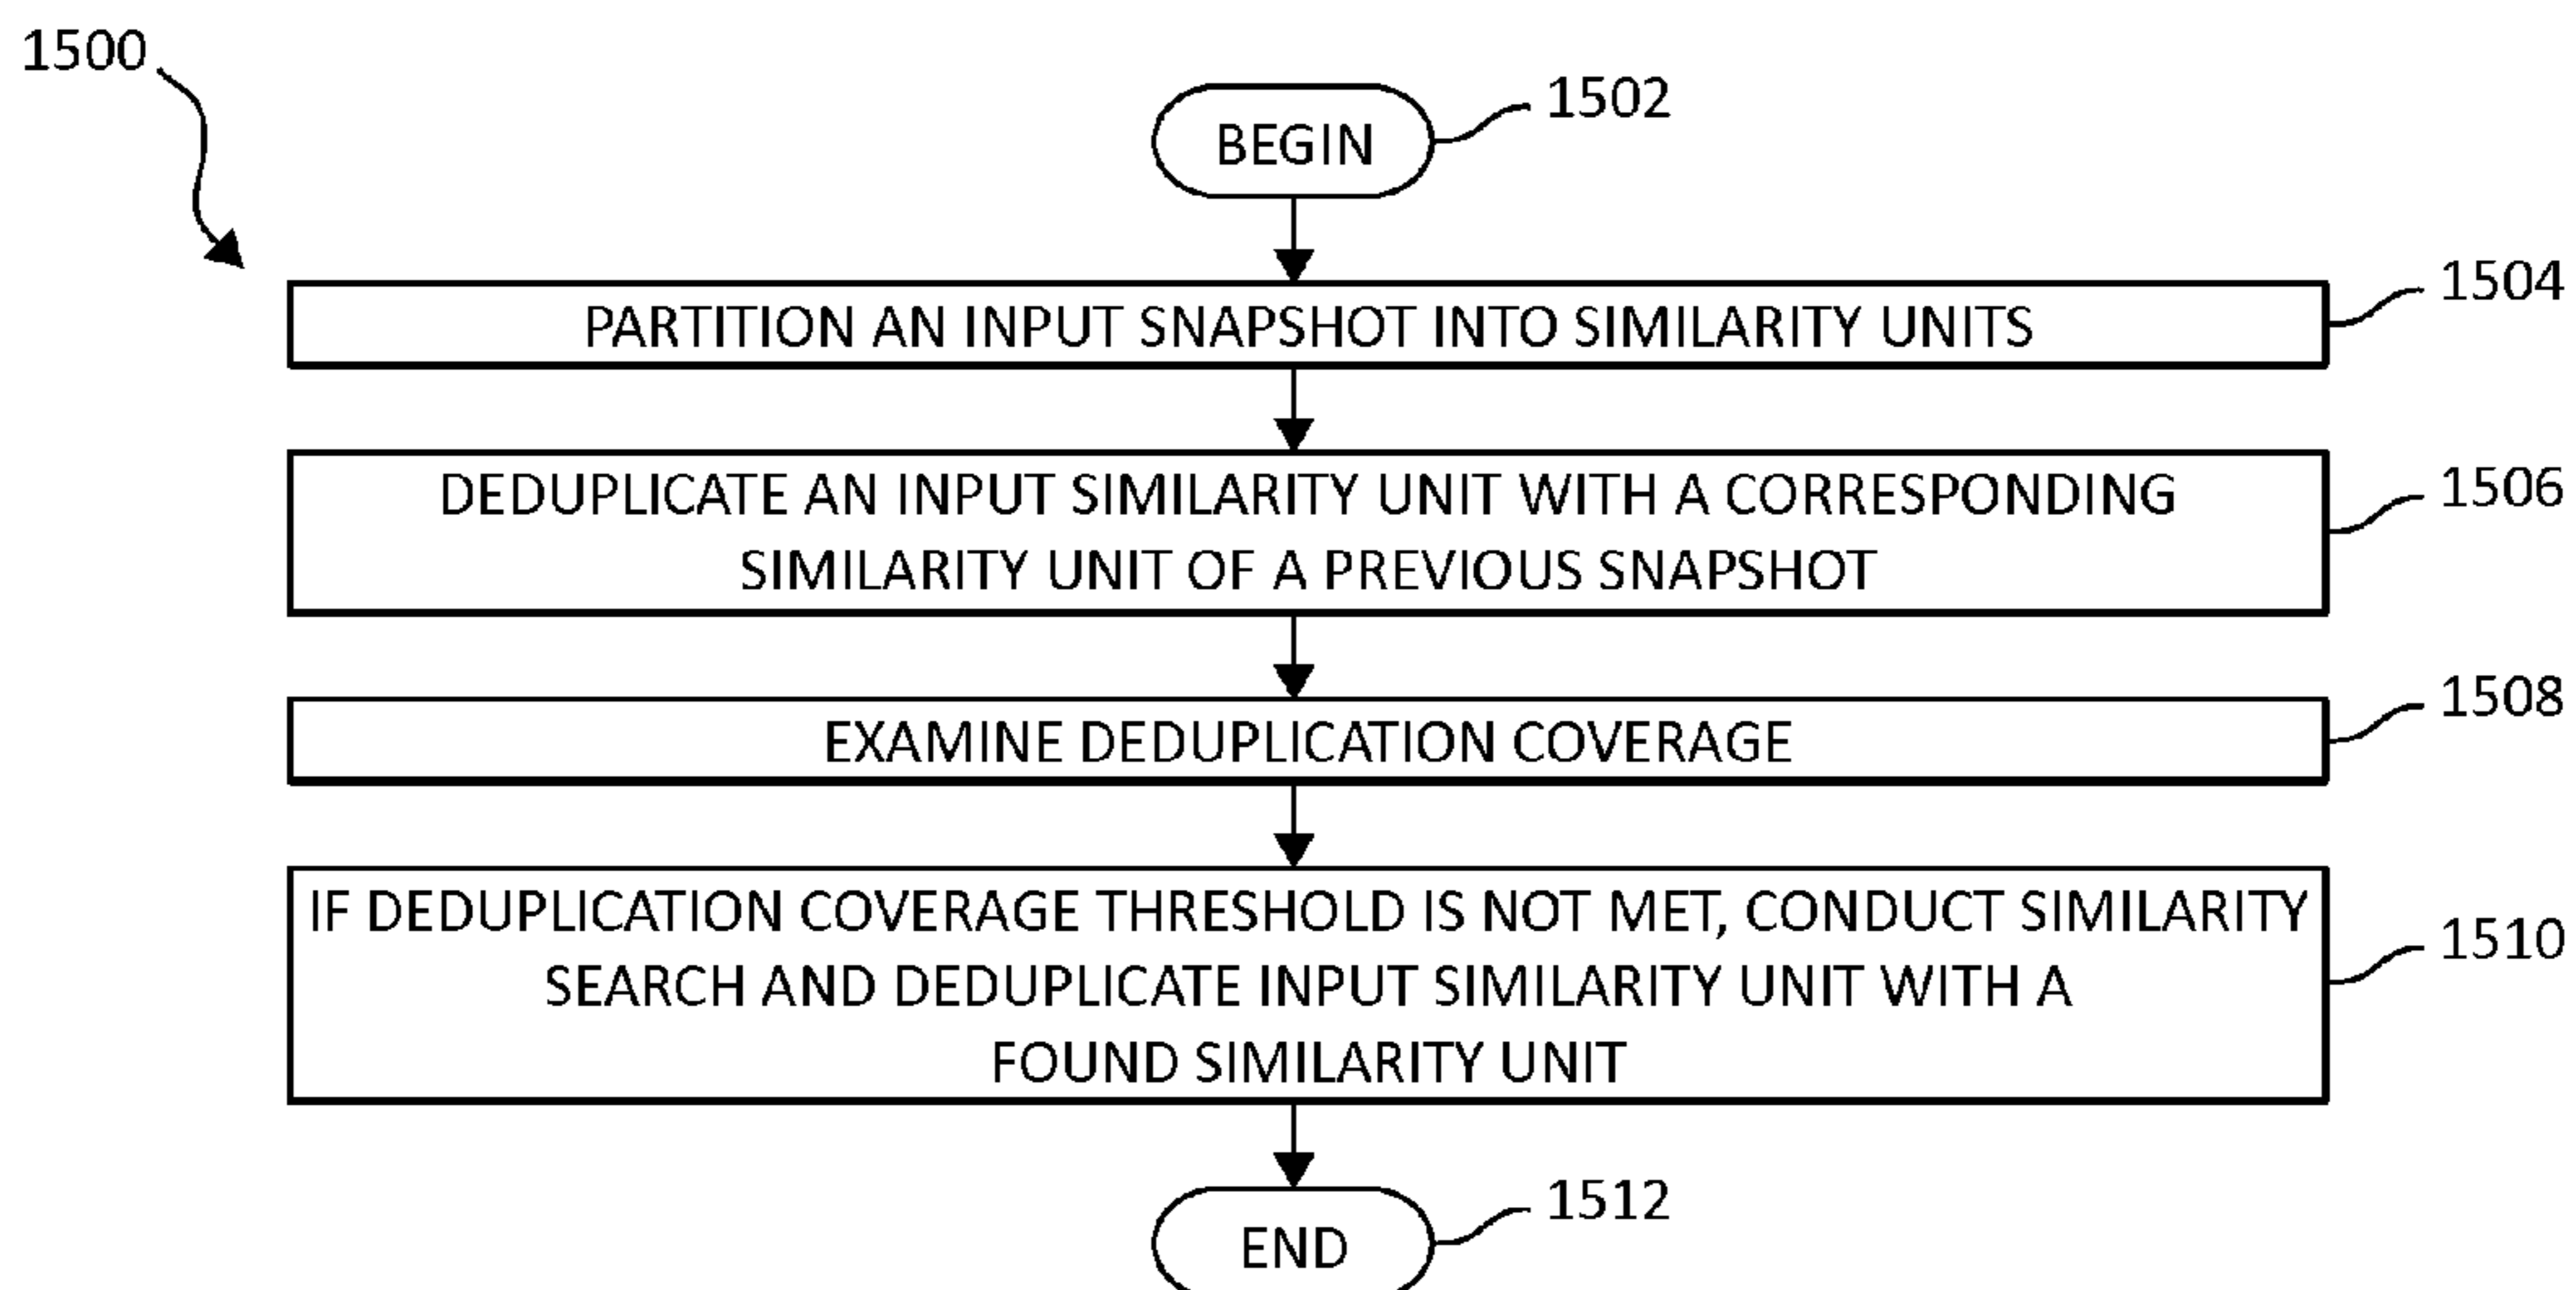 1500
BEGIN
1502
PARTITION AN INPUT SNAPSHOT INTO SIMILARITY UNITS
1504
DEDUPLICATE AN INPUT SIMILARITY UNIT WITH A CORRESPONDING
SIMILARITY UNIT OF A PREVIOUS SNAPSHOT
1506
EXAMINE DEDUPLICATION COVERAGE
1508
IF DEDUPLICATION COVERAGE THRESHOLD IS NOT MET, CONDUCT SIMILARITY
SEARCH AND DEDUPLICATE INPUT SIMILARITY UNIT WITH A
FOUND SIMILARITY UNIT
1510
END
1512